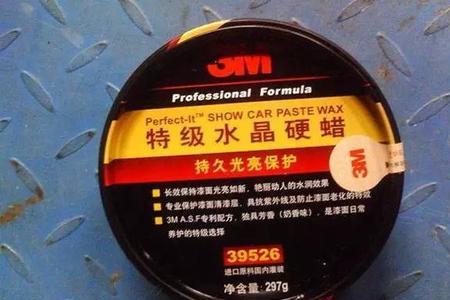 3M
Professional Formula
Perfect-It™ SHOW CAR PASTE WAX
特级水晶硬蜡
持久光亮保护
3M
■ 长效保持漆面光亮如新，艳丽动人的水润效果
■ 专业保护漆面清漆层，具抗紫外线及防止漆面老化的特效
■ 3M A.S.F专利配方，独具芳香（奶香味），是漆面日常
养护的特级选择
39526
进口原料国内灌装
净含量: 297g